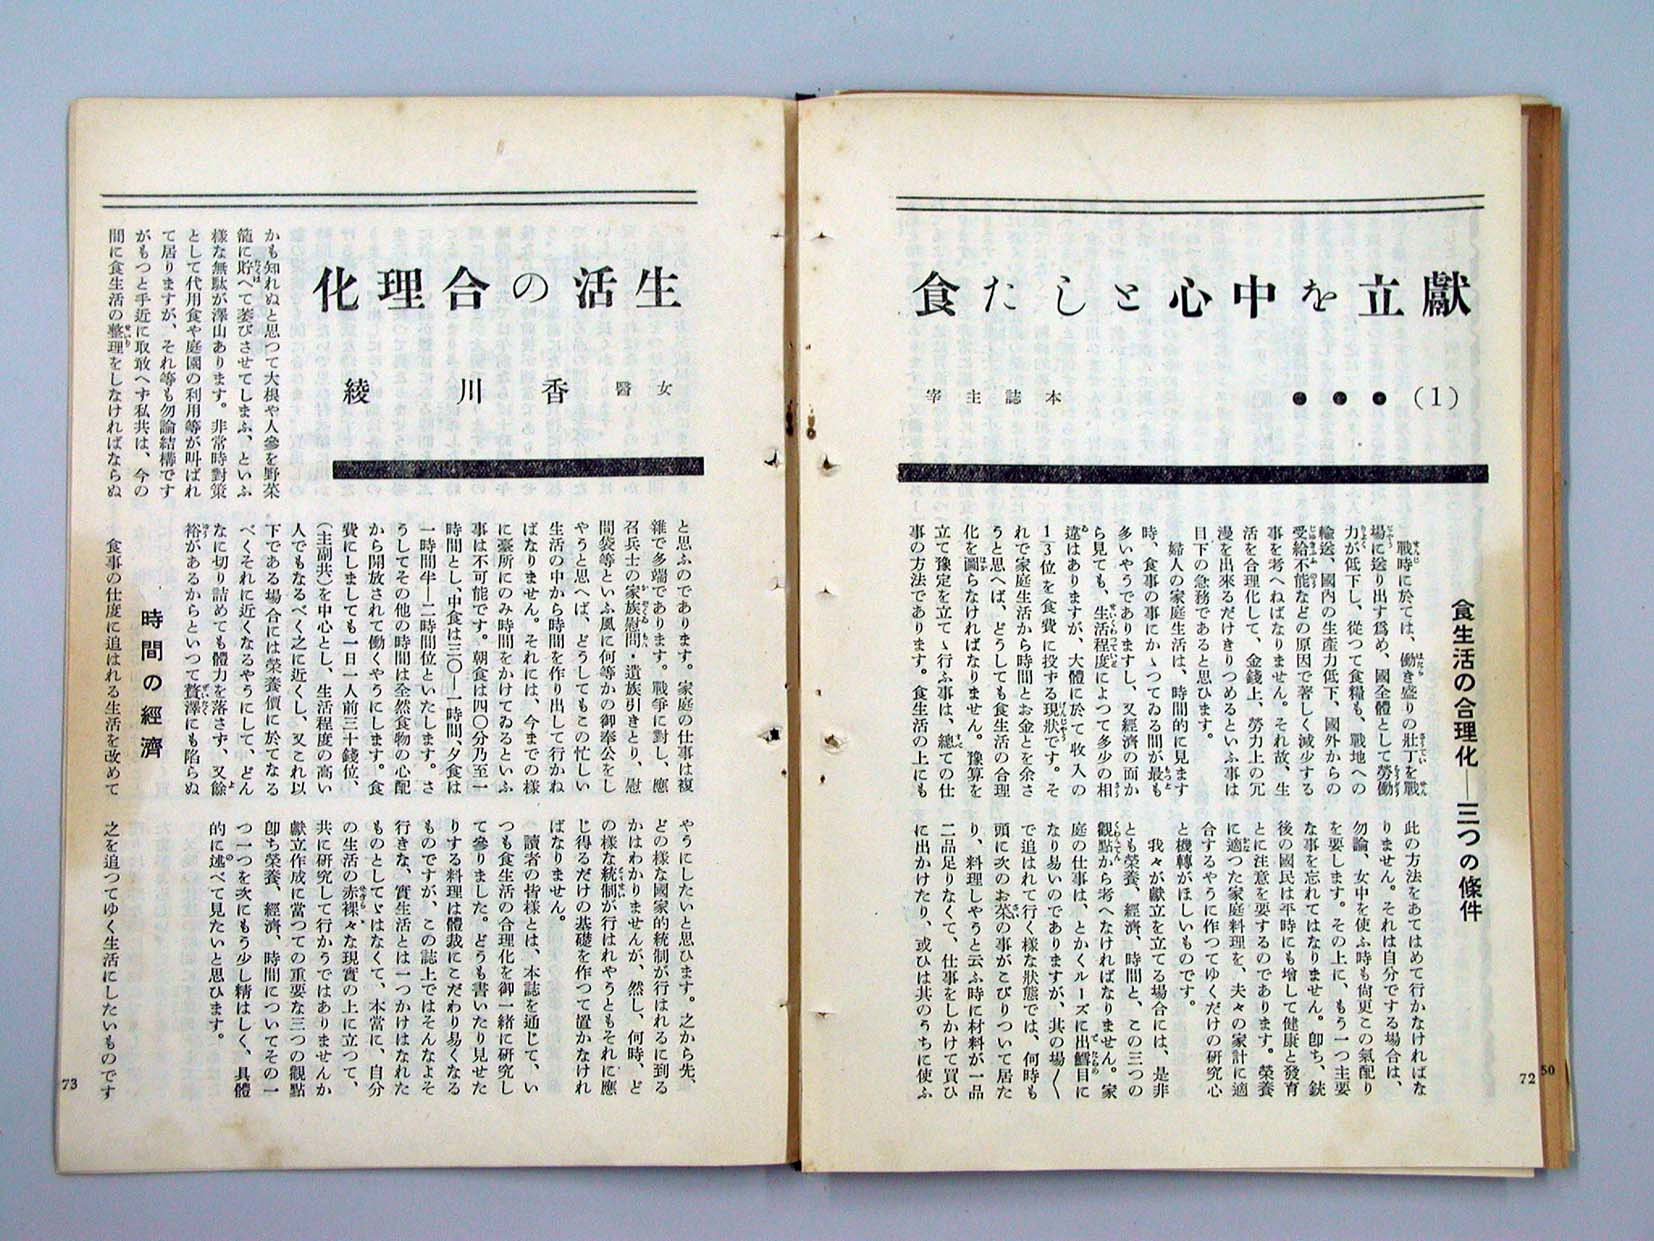 獻立を中心とした食
生活の合理化
(1)•••
本誌主宰
女醫 香川綾
食生活の合理化―三つの條件
戰時に於ては、働き盛りの壯丁を戰
場に送り出す爲め、國全體として勞働
力が低下し、從つて食糧も、戰地への
輸送、國內の生產力低下、國外からの
受給不能などの原因で著しく減少する
事を考へねばなりません。それ故、生
活を合理化して、金錢上、勞力上の冗
漫を出來るだけきりつめるといふ事は
目下の急務であると思ひます。
婦人の家庭生活は、時間的に見ます
時、食事の事にかゝつてゐる間が最も
多いやうでありますし、又經濟の面か
ら見ても、生活程度によつて多少の相
違はありますが、大體に於て收入の
1/3位を食費に投する現狀です。そ
れで家庭生活から時間とお金とを余さ
うと思へば、どうしても食生活の合理
化を圖らなければなりません。豫算を
立て豫定を立てゝ行ふ事は、總ての仕
事の方法であります。食生活の上にも
此の方法をあてはめて行かなければな
りません。それは自分でする場合は、
勿論、女中を使ふ時も尙更この氣配り
を要します。その上に、もう一つ主要
な事を忘れてはなりません。卽ち、銃
後の國民は平時にも增して健康と發育
とに注意を要するのであります。榮養
に適つた家庭料理を、夫々の家計に適
合するやうに作つてゆくだけの研究心
と機轉がほしいものです。
我々が獻立を立てる場合には、是非
とも榮養、經濟、時間と、この三つの
觀點から考へなければなりません。家
庭の仕事は、とかくルーズに出鱈目に
なり易いのでありますが、其の場〱
で追はれて行く樣な狀態では、何時も
頭に次のお菜の事がこびりついて居た
り、料理しやうと云ふ時に材料が一品
二品足りなくて、仕事をしかけて買ひ
に出かけたり、或ひは其のうちに使ふ
72
50
かも知れぬと思つて大根や人參を野菜
籠に貯へて萎びさせてしまふ、といふ
樣な無駄が澤山あります。非常時對策
として代用食や庭園の利用等が叫ばれ
て居りますが、それ等も勿論結構です
がもつと手近に取敢へず私共は、今の
間に食生活の整理をしなければならぬ
と思ふのであります。家庭の仕事は複
雜で多端であります。戰爭に對し、應
召兵士の家族慰問・遺族引きとり、慰
問袋等といふ風に何等かの御奉公をし
やうと思へば、どうしてもこの忙しい
生活の中から時間を作り出して行かね
ばなりません。それには、今までの樣
に臺所にのみ時間をかけてゐるといふ
事は不可能です。朝食は四〇分乃至一
時間とし、中食は三〇―一時間、夕食は
一時間半―二時間位といたします。さ
うしてその他の時間は全然食物の心配
から開放されて働くやうにします。食
費にしましても一日一人前三十錢位、
(主副共)を中心とし、生活程度の高い
人でもなるべく之に近くし、又これ以
下である場合には榮養價に於てなる
べくそれに近くなるやうにして、どん
なに切り詰めても體力を落さず、又餘
裕があるからといつて贅澤にも陷らぬ
やうにしたいと思ひます。之から先、
どの樣な國家的統制が行はれるに到る
かはわかりませんが、然し、何時、ど
の樣な統制が行はれやうともそれに應
じ得るだけの基礎を作つて置かなけれ
ばなりません。
讀者の皆樣とは、本誌を通じて、い
つも食生活の合理化を御一緖に硏究し
て參りました。どうも書いたり見せた
りする料理は體裁にこだわり易くなる
ものですが、この誌上ではそんなよそ
行きな、實生活とは一つかけはなれた
ものとしてゞはなくて、本當に、自分
の生活の赤裸々な現實の上に立つて、
共に研究して行かうではありませんか
獻立作成に當つての重要な三つの觀點
卽ち榮養、經濟、時間についてその一
つ一つを次にもう少し精はしく、具體
的に述べて見たいと思ひます。
時間の經濟
食事の仕度に追はれる生活を改めて
之を追つてゆく生活にしたいものです
73